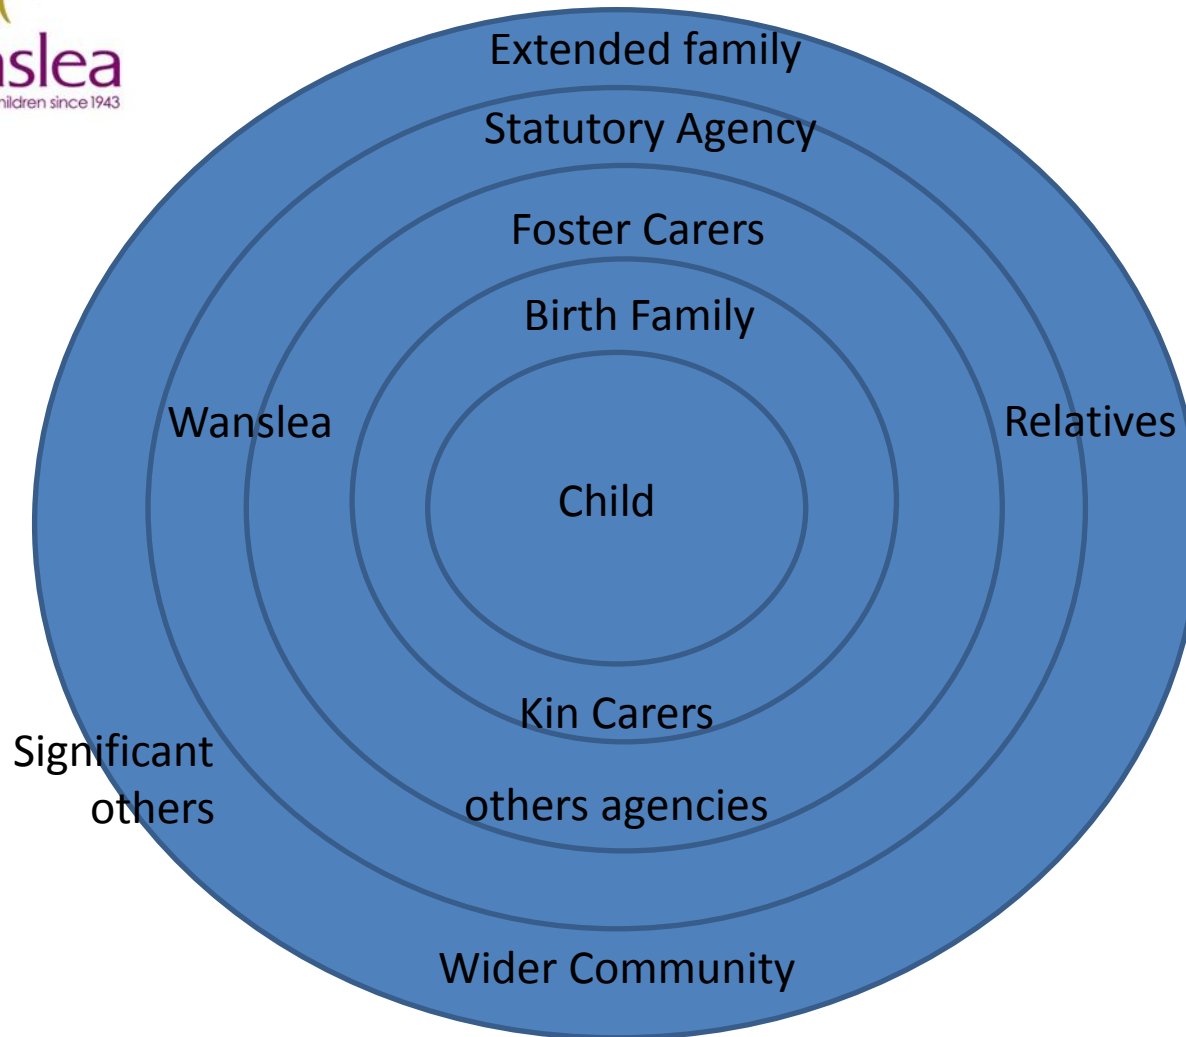 nslea
hildren since 1943
Extended family
Statutory Agency
Foster Carers
Birth Family
Wanslea
Relatives
Child
Kin Carers
Significant
others
others agencies
Wider Community